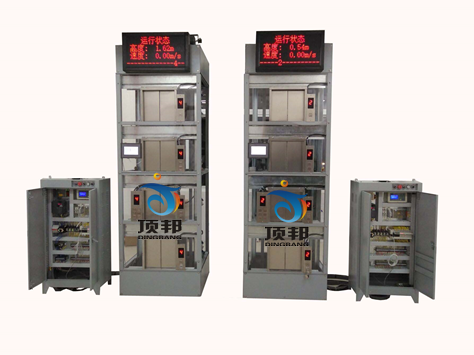 运行状态
高度: 1.62m
速度: 0.00m/s
运行状态
高度: 0.54m
速度: 0.00m/s
顶邦
DINGBANG
顶邦
DINGBANG